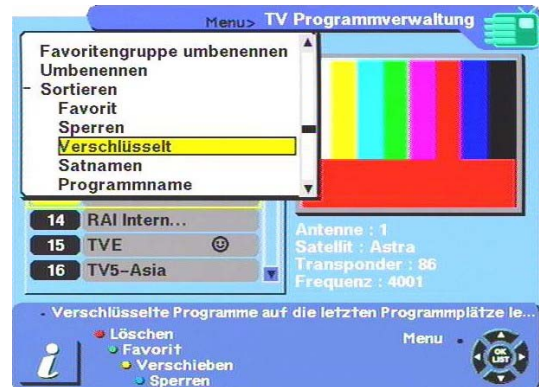 Menu> TV Programmverwaltung
Favoritengruppe umbenennen
Umbenennen
- Sortieren
Favorit
Sperren
Verschlüsselt
Satnamen
Programmname
14 RAI Intern...
15 TVE
16 TV5-Asia
Antenne : 1
Satellit : Astra
Transponder : 86
Frequenz : 4001
- Verschlüsselte Programme auf die letzten Programmplätze le...
Löschen
Favorit
Verschieben
Sperren
Menu
OK
LIST
i